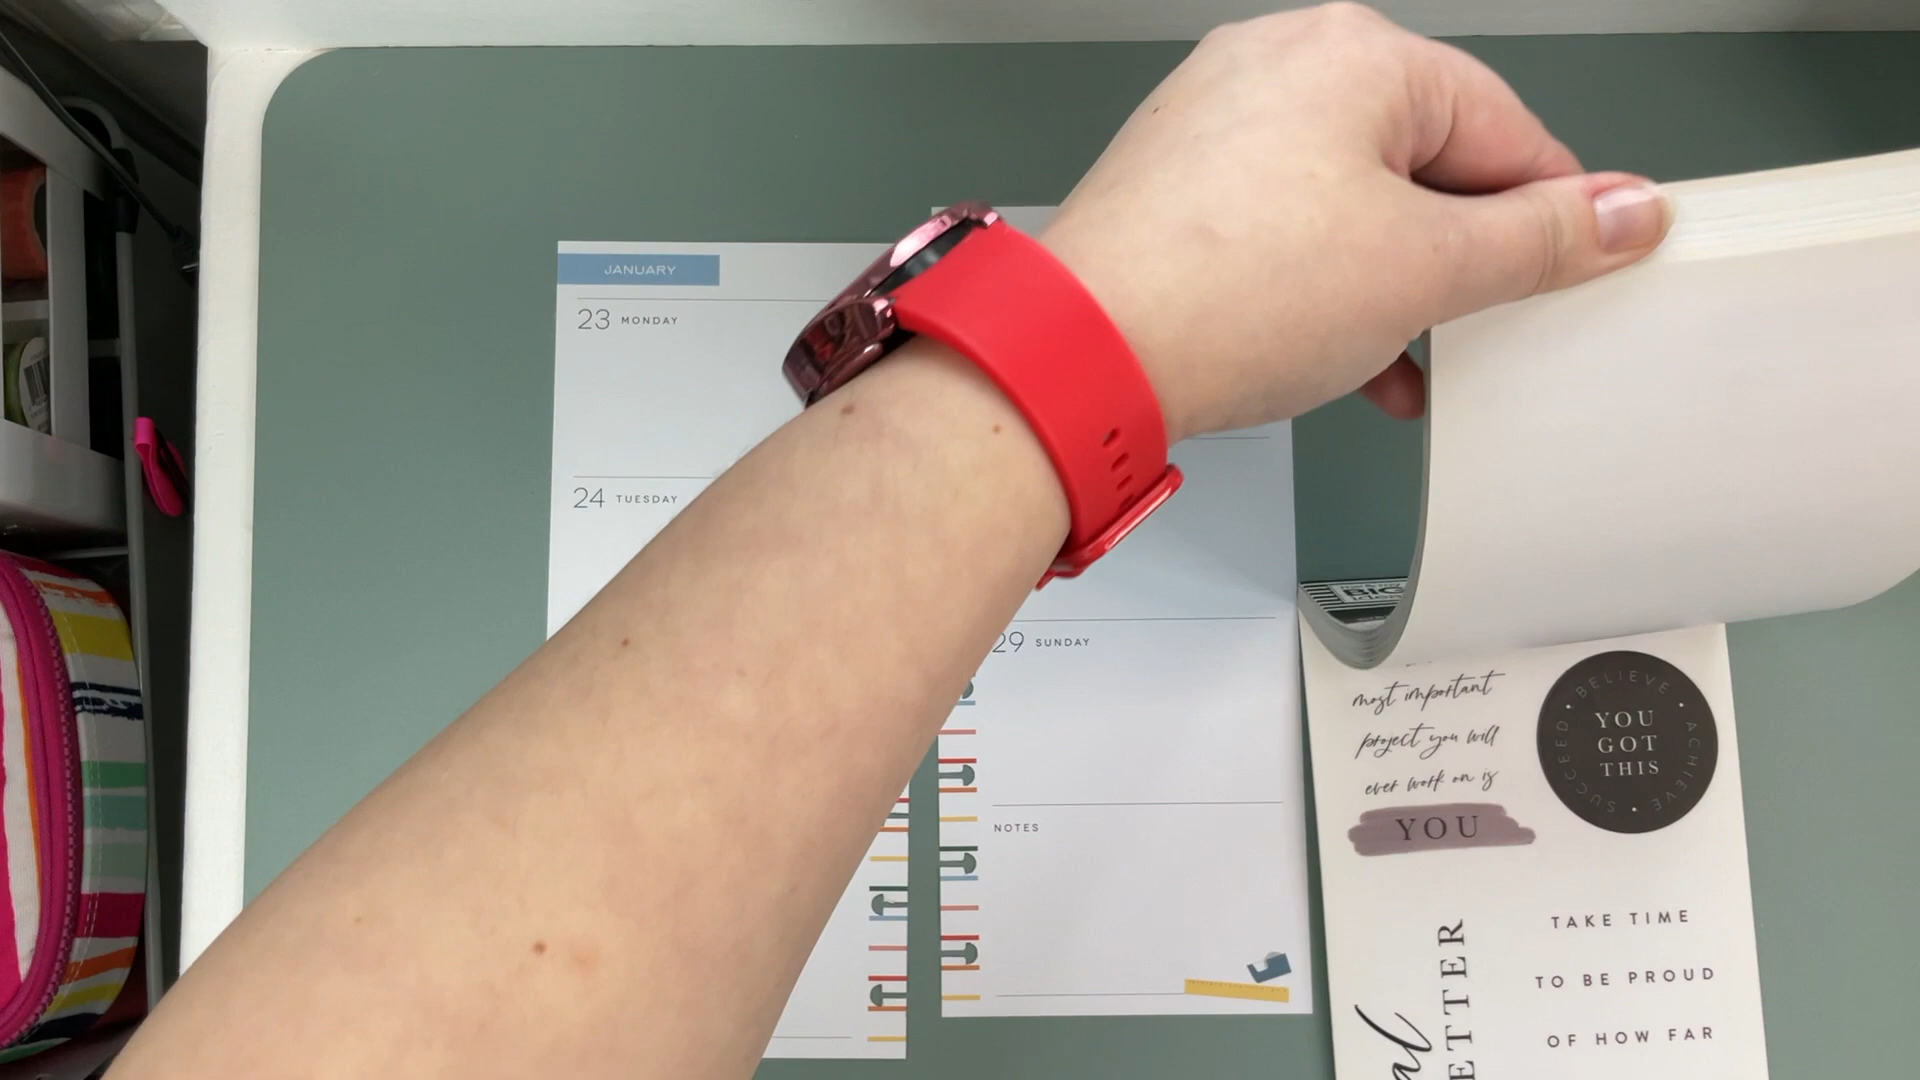 JANUARY
23 MONDAY
24 TUESDAY
29 SUNDAY
NOTES
BIG
most important
project you will
ever work on is
YOU
BELIEVE • ACHIEVE • SUCCEED •
YOU
GOT
THIS
TAKE TIME
TO BE PROUD
OF HOW FAR
ETTER